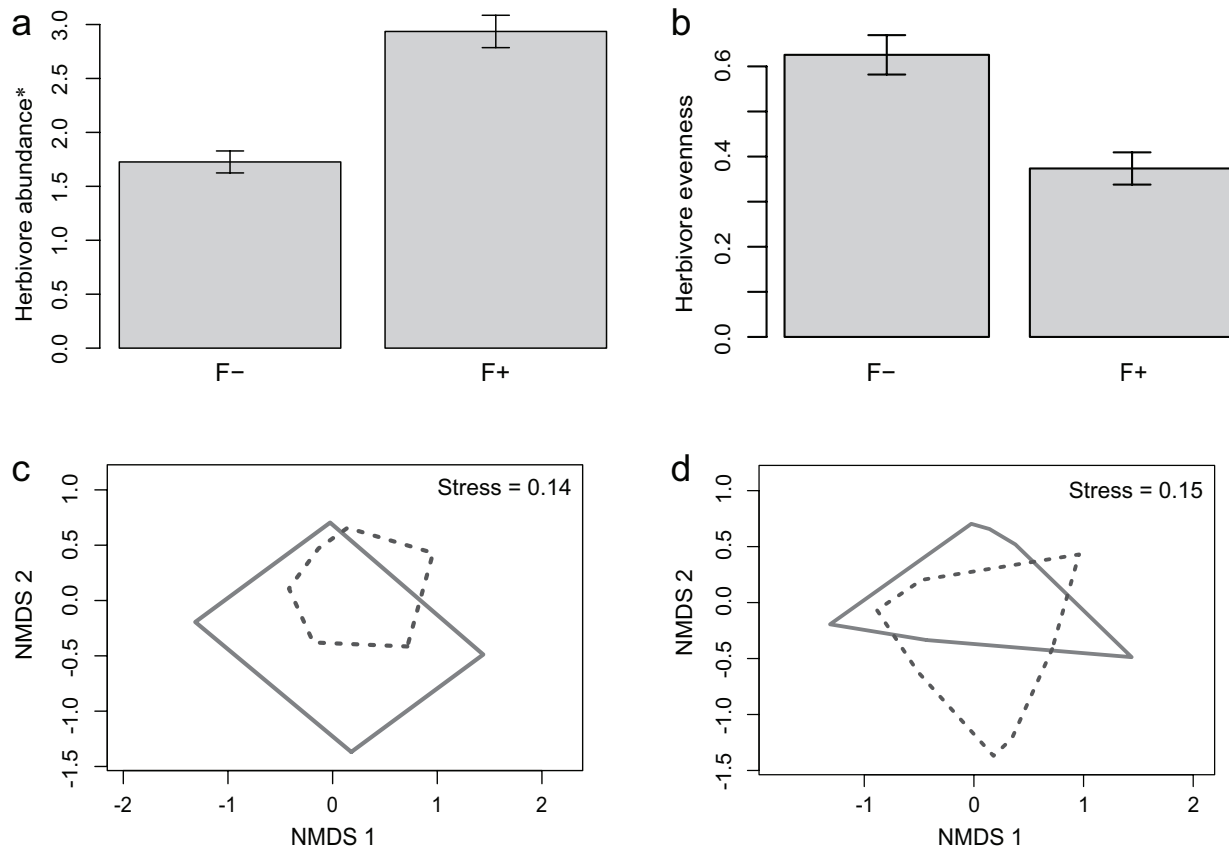 a
Herbivore abundance*
0.0 0.5 1.0 1.5 2.0 2.5 3.0
F− F+
b
Herbivore evenness
0.0 0.2 0.4 0.6
F− F+
c
Stress = 0.14
NMDS 2
-1.5 -1.0 -0.5 0.0 0.5 1.0
-2 -1 0 1 2
NMDS 1
d
Stress = 0.15
NMDS 2
-1.5 -1.0 -0.5 0.0 0.5 1.0
-1 0 1 2
NMDS 1